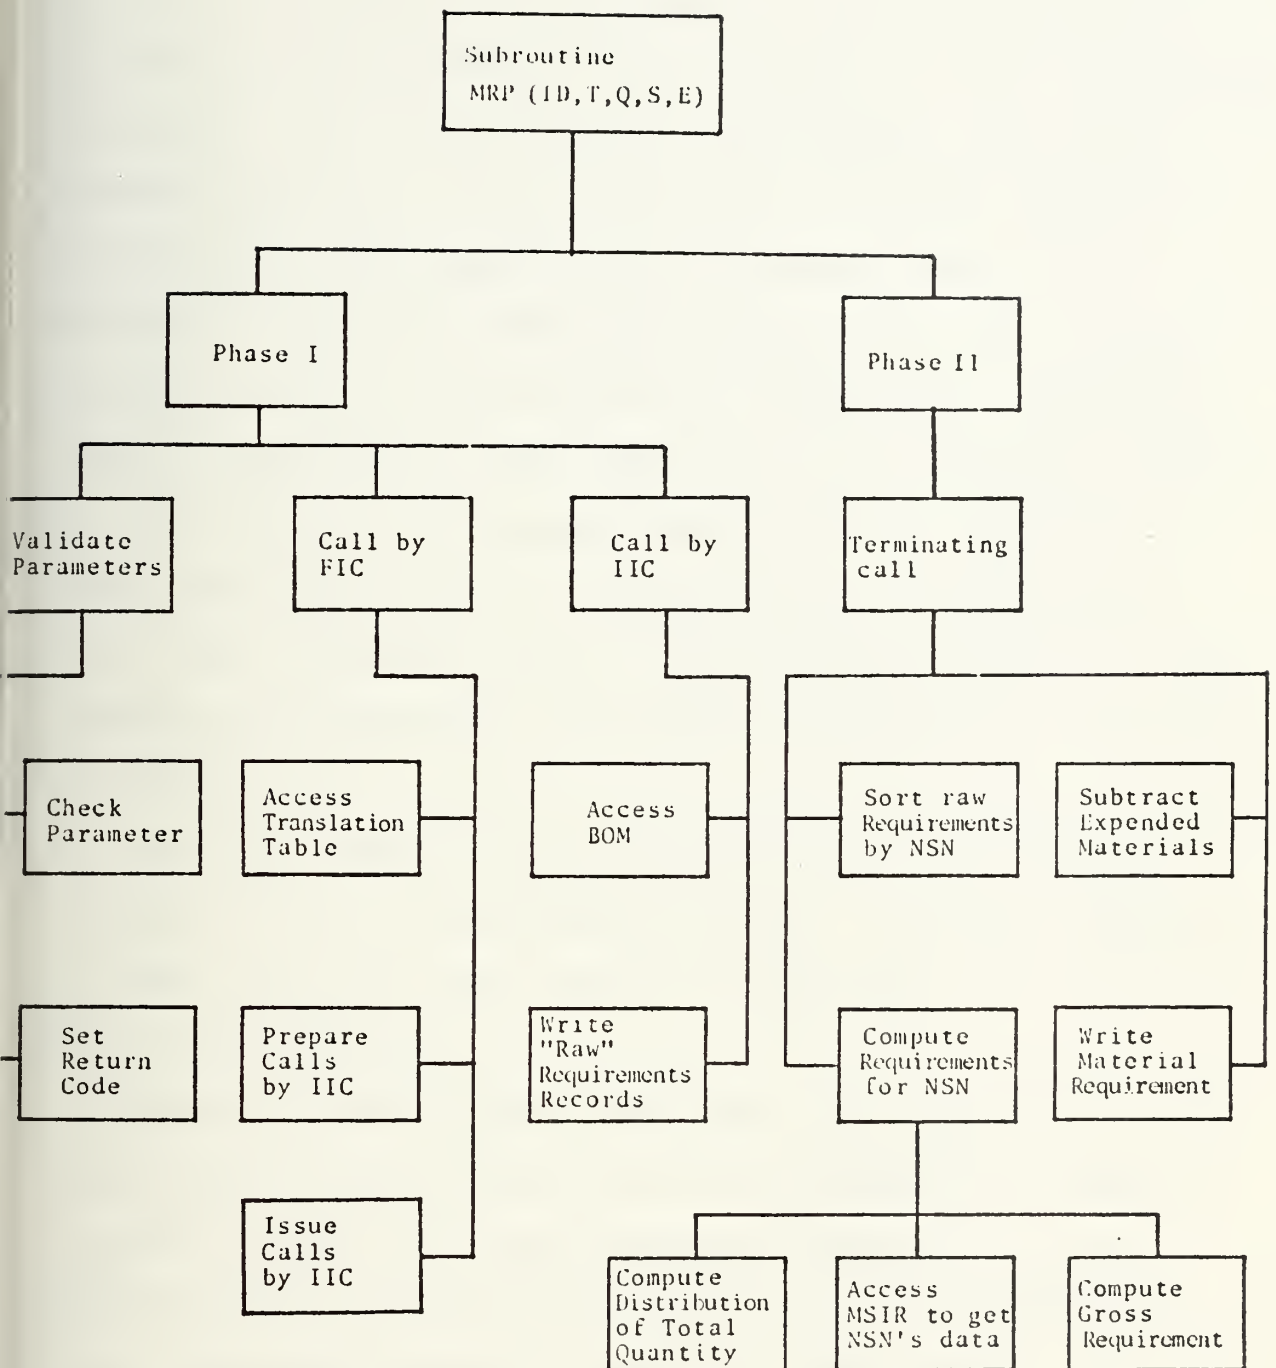 Subroutine
MRP (ID,T,Q,S,E)
Phase I
Phase II
Validate
Parameters
Call by
FIC
Call by
IIC
Terminating
call
Check
Parameter
Access
Translation
Table
Access
BOM
Sort raw
Requirements
by NSN
Subtract
Expended
Materials
Set
Return
Code
Prepare
Calls
by IIC
Write
"Raw"
Requirements
Records
Compute
Requirements
for NSN
Write
Material
Requirement
Issue
Calls
by IIC
Compute
Distribution
of Total
Quantity
Access
MSIR to get
NSN's data
Compute
Gross
Requirement